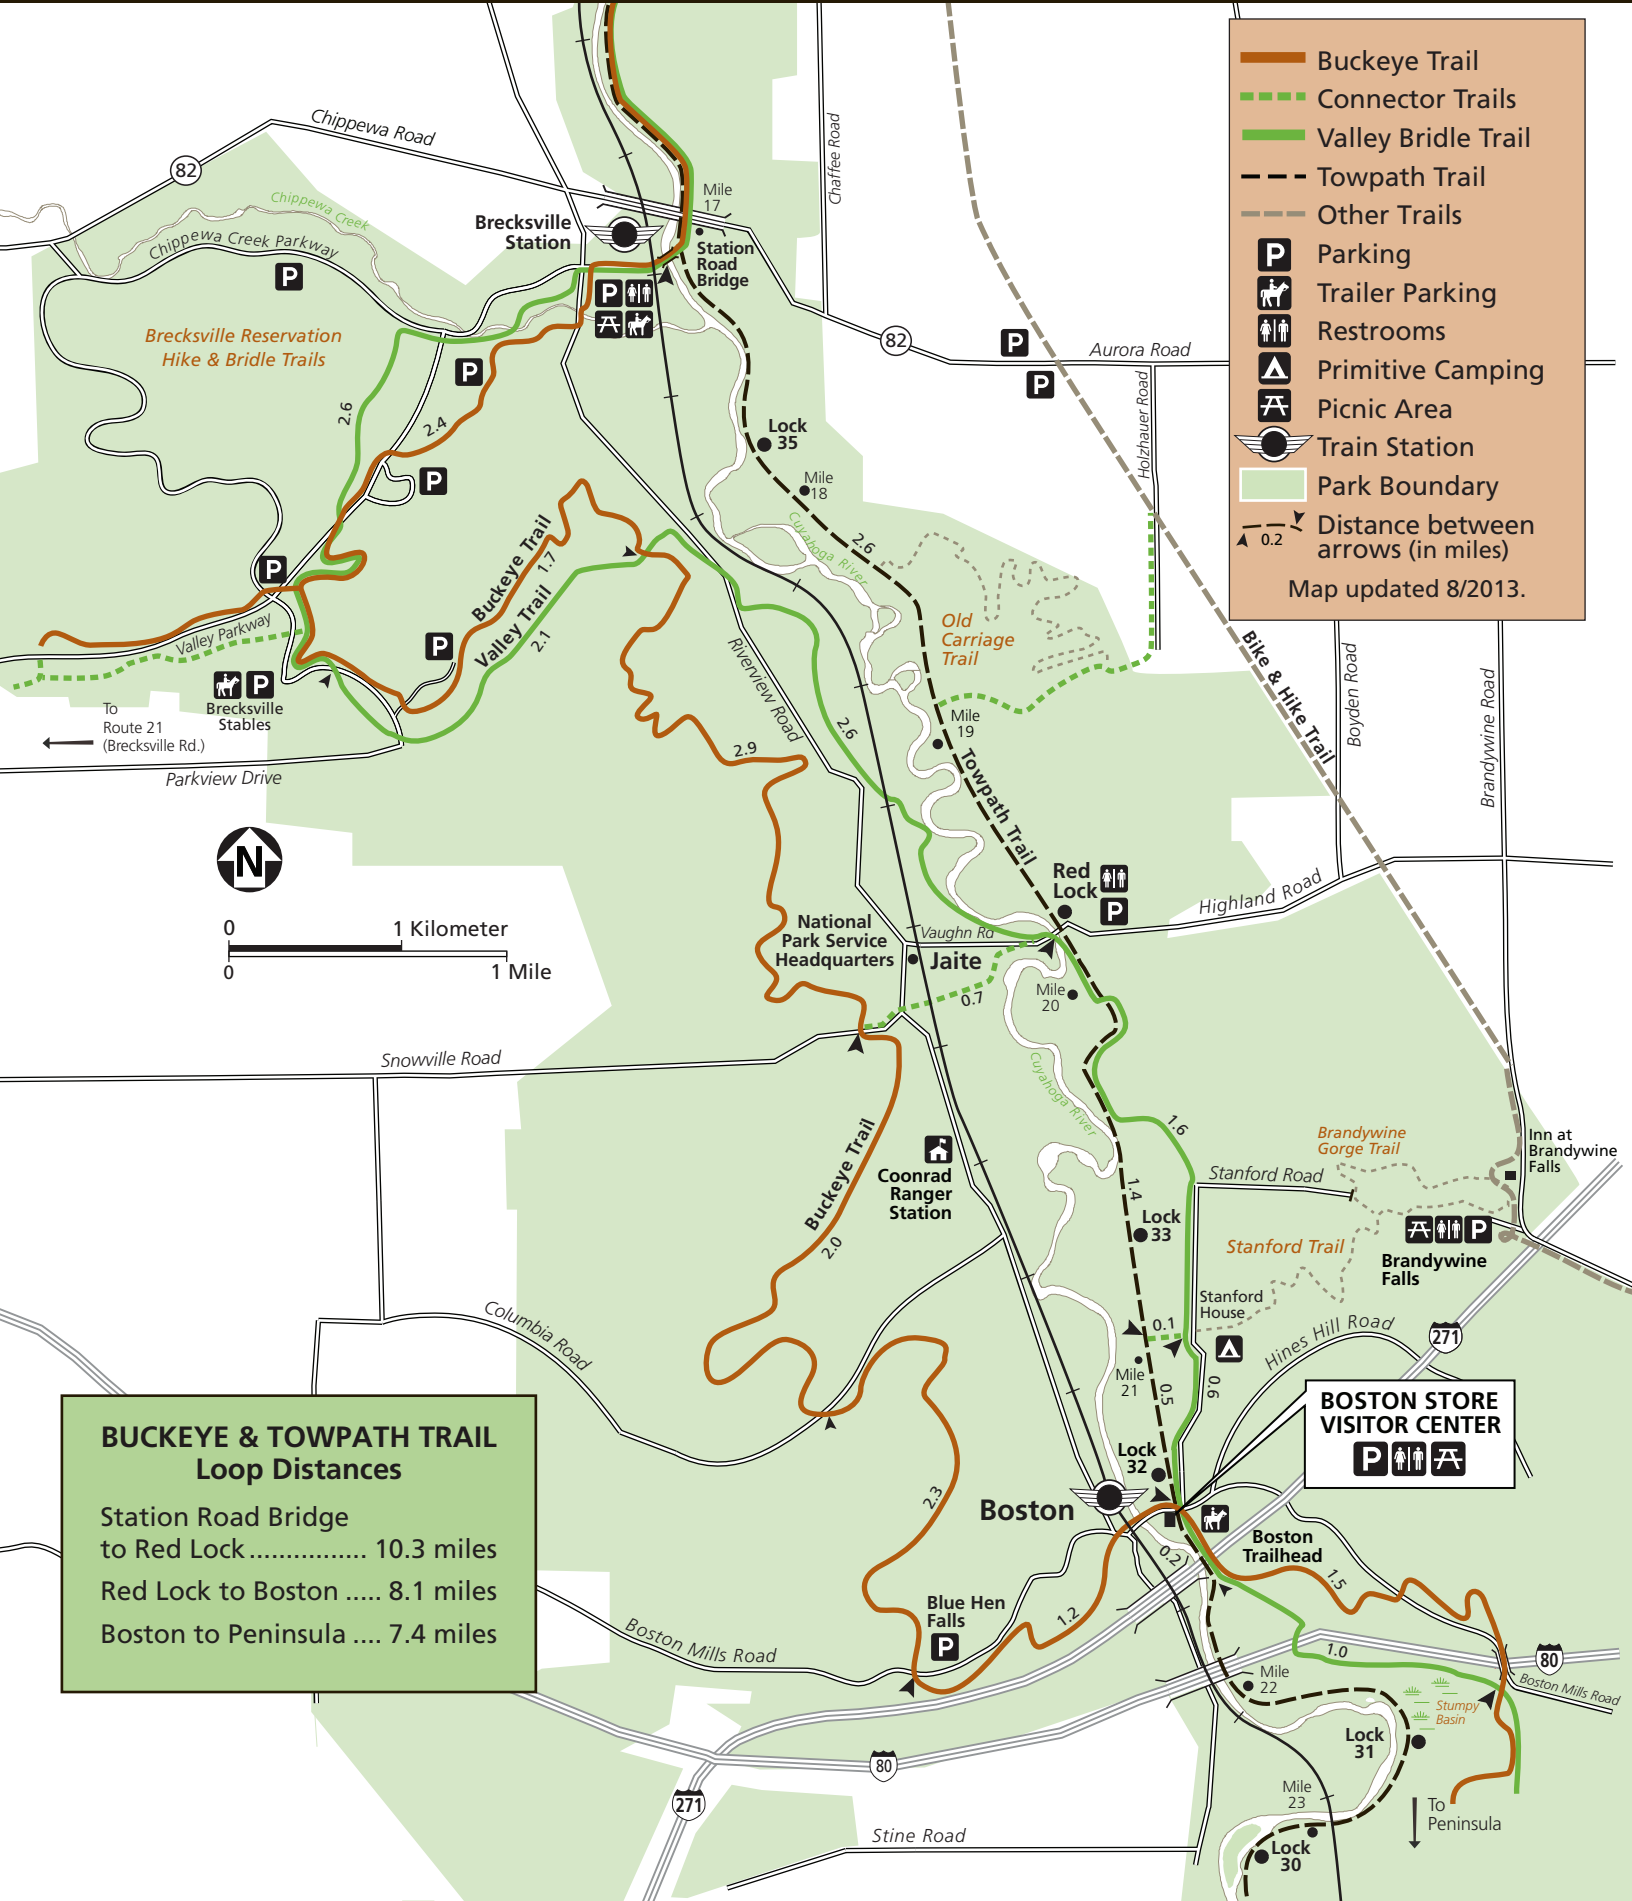 Buckeye Trail
Connector Trails
Valley Bridle Trail
Towpath Trail
Other Trails
P Parking
Trailer Parking
Restrooms
Primitive Camping
Picnic Area
Train Station
Park Boundary
Distance between
arrows (in miles)
0.2
Map updated 8/2013.
Chippewa Road
82
Chaffee Road
Mile
17
Chippewa Creek
Chippewa Creek Parkway
P
Brecksville
Station
Station
Road
Bridge
P
Brecksville Reservation
Hike & Bridle Trails
82
P
Aurora Road
P
P
Holzhauer Road
2.6
2.4
Lock
35
P
Mile
18
Cuyahoga River
2.6
Buckeye Trail
1.7
P
Valley Trail
2.1
Valley Parkway
P
Old
Carriage
Trail
Bike & Hike Trail
Boyden Road
Brandywine Road
Riverview Road
P
Brecksville
Stables
To
Route 21
(Brecksville Rd.)
Mile
19
2.6
2.9
Parkview Drive
Towpath Trail
N
Red
Lock
P
Highland Road
0
1 Kilometer
0
1 Mile
National
Park Service
Headquarters
Vaughn Rd
Jaite
0.7
Mile
20
Snowville Road
Cuyahoga River
1.6
Buckeye Trail
2.0
Coonrad
Ranger
Station
Brandywine
Gorge Trail
Inn at
Brandywine
Falls
Stanford Road
1.4
Lock
33
Stanford Trail
P
Brandywine
Falls
Stanford
House
0.1
Columbia Road
Hines Hill Road
271
Mile
21
0.5
0.6
BOSTON STORE
VISITOR CENTER
P
BUCKEYE & TOWPATH TRAIL
Loop Distances
Station Road Bridge
to Red Lock ................ 10.3 miles
Red Lock to Boston ..... 8.1 miles
Boston to Peninsula .... 7.4 miles
Lock
32
2.3
Boston
Boston
Trailhead
0.2
1.5
Blue Hen
Falls
P
1.2
Boston Mills Road
1.0
80
Boston Mills Road
Mile
22
Stumpy
Basin
Lock
31
80
271
Mile
23
To
Peninsula
Stine Road
Lock
30